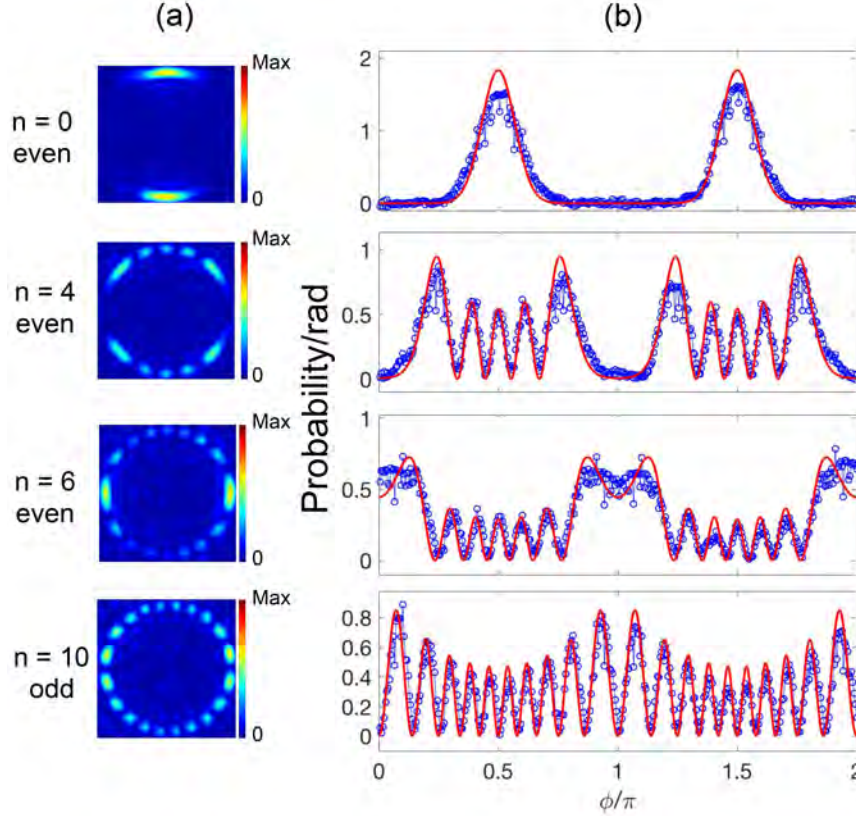 (a)
(b)
n = 0
even
Max
0
n = 4
even
Max
0
n = 6
even
Max
0
n = 10
odd
Max
0
Probability/rad
2
1
0
1
0.5
0
1
0.5
0
0.8
0.6
0.4
0.2
0
0 0.5 1 1.5 2
ϕ/π